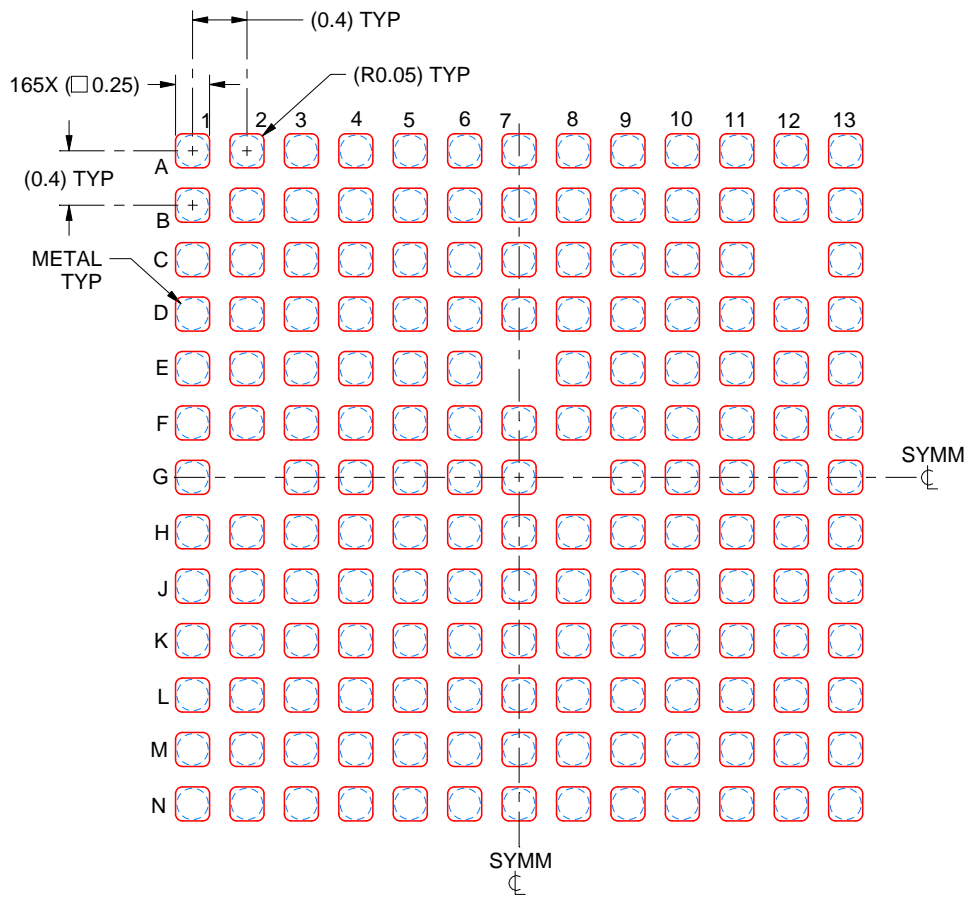 (0.4) TYP
165X (□ 0.25)
(R0.05) TYP
1 2 3 4 5 6 7 8 9 10 11 12 13
A
(0.4) TYP
B
C
METAL
TYP
D
E
F
G
SYMM
H
J
K
L
M
N
SYMM